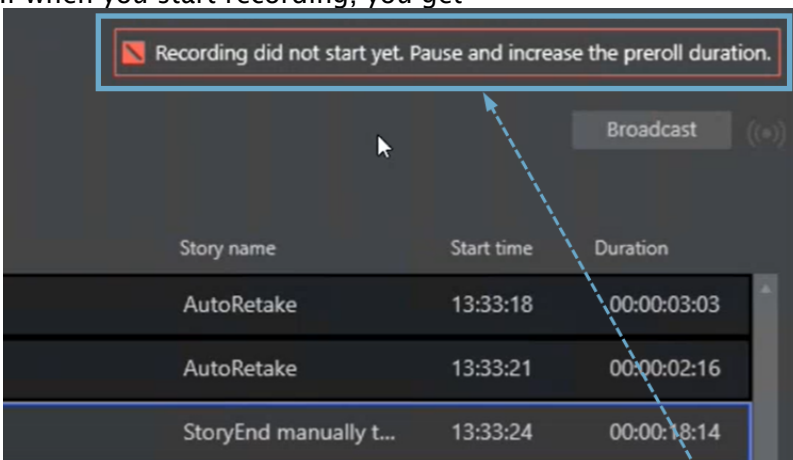 when you start recording, you get
Recording did not start yet. Pause and increase the preroll duration.
Broadcast
Story name Start time Duration
AutoRetake 13:33:18 00:00:03:03
AutoRetake 13:33:21 00:00:02:16
StoryEnd manually t... 13:33:24 00:00:18:14